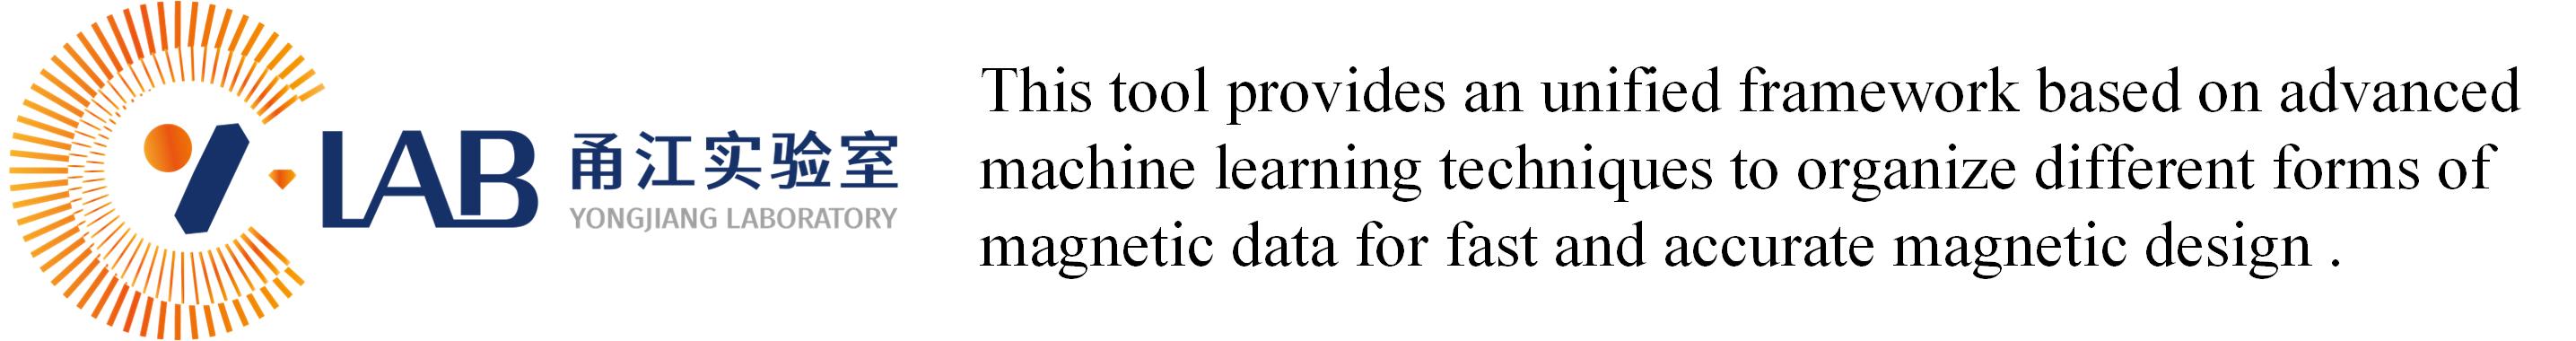 Y-LAB 甬江实验室
YONGJIANG LABORATORY
This tool provides an unified framework based on advanced
machine learning techniques to organize different forms of
magnetic data for fast and accurate magnetic design .